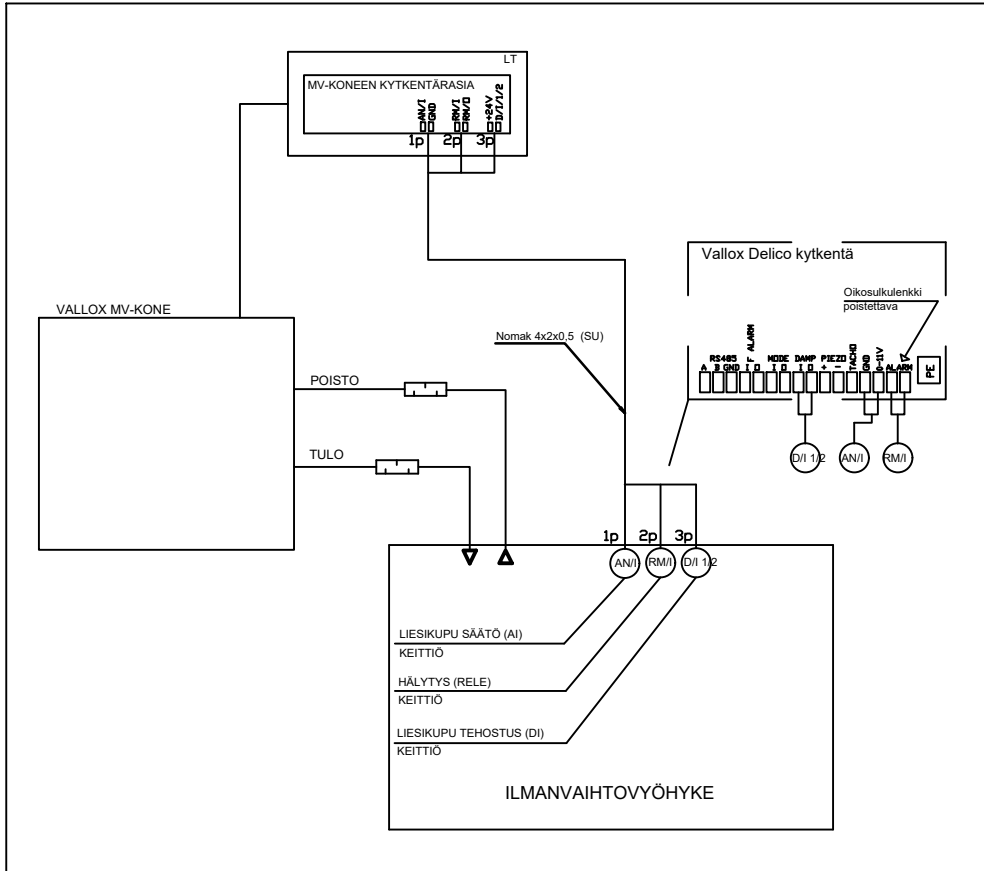 LT
MV-KONEEN KYTKENTÄRASIA
AN/I
GND
RM/I
RM/O
+24V
D/I/1/2
1p 2p 3p
Vallox Delico kytkentä
Oikosulkulenkki
poistettava
VALLOX MV-KONE
Nomak 4x2x0,5 (SU)
RS485 F ALARM MODE DAMP PIEZO TACHO GND 0-11V ALARM
A B GND I O I O I O + -
PE
POISTO
TULO
D/I 1/2 AN/I RM/I
1p 2p 3p
AN/I RM/I D/I 1/2
LIESIKUPU SÄÄTÖ (AI)
KEITTIÖ
HÄLYTYS (RELE)
KEITTIÖ
LIESIKUPU TEHOSTUS (DI)
KEITTIÖ
ILMANVAIHTOVYÖHYKE